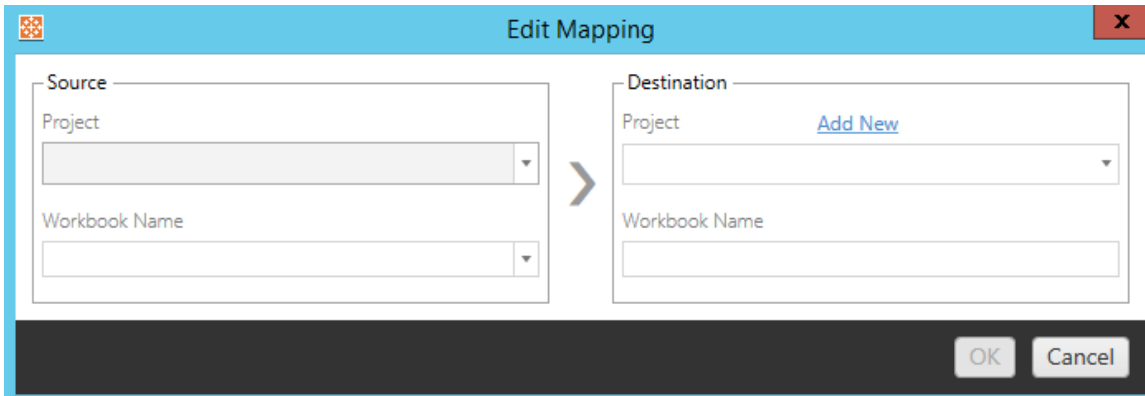 Edit Mapping
x
Source
Project
Workbook Name
Destination
Project Add New
Workbook Name
OK Cancel